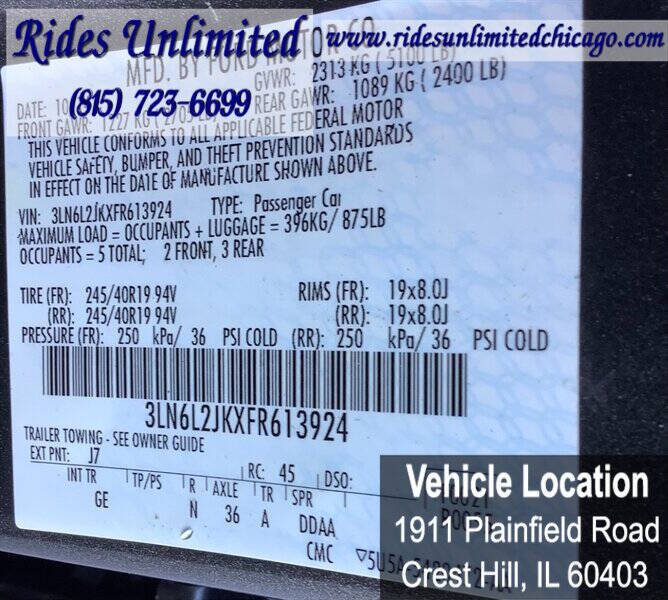 Rides Unlimited www.ridesunlimitedchicago.com
(815) 723-6699
MFD. BY FORD MOTOR CO.
DATE: 10 GVWR: 2313 KG ( 5100 LB)
FRONT GAWR: 1227 KG REAR GAWR: 1089 KG ( 2400 LB)
THIS VEHICLE CONFORMS TO ALL APPLICABLE FEDERAL MOTOR
VEHICLE SAFETY, BUMPER, AND THEFT PREVENTION STANDARDS
IN EFFECT ON THE DATE OF MANUFACTURE SHOWN ABOVE.
VIN: 3LN6L2JKXFR613924 TYPE: Passenger Car
MAXIMUM LOAD = OCCUPANTS + LUGGAGE = 396KG/ 875LB
OCCUPANTS = 5 TOTAL; 2 FRONT, 3 REAR
TIRE (FR): 245/40R19 94V RIMS (FR): 19x8.0J
(RR): 245/40R19 94V (RR): 19x8.0J
PRESSURE (FR): 250 kPa/ 36 PSI COLD (RR): 250 kPa/ 36 PSI COLD
3LN6L2JKXFR613924
TRAILER TOWING - SEE OWNER GUIDE
EXT PNT: J7 RC: 45 DSO:
INT TR TP/PS R AXLE TR SPR
GE N 36 A DDAA
CMC
Vehicle Location
1911 Plainfield Road
Crest Hill, IL 60403